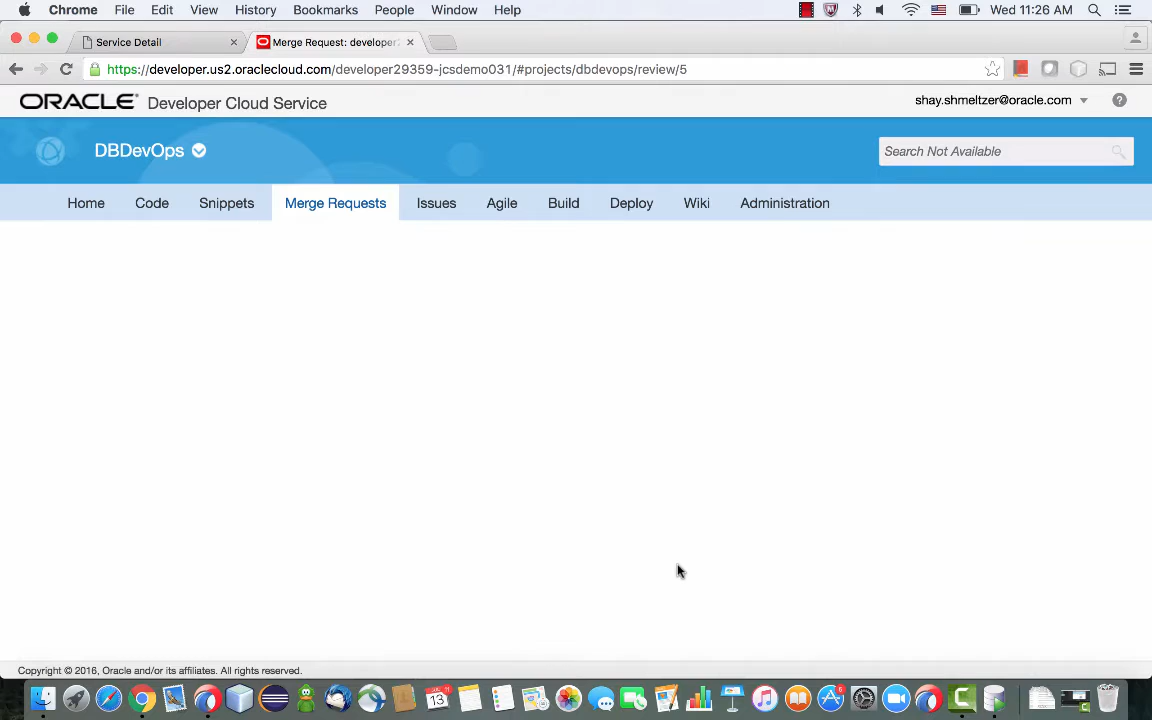 Chrome File Edit View History Bookmarks People Window Help Wed 11:26 AM
Service Detail Merge Request: developer
https://developer.us2.oraclecloud.com/developer29359-jcsdemo031/#projects/dbdevops/review/5
ORACLE Developer Cloud Service shay.shmeltzer@oracle.com
DBDevOps Search Not Available
Home Code Snippets Merge Requests Issues Agile Build Deploy Wiki Administration
Copyright © 2016, Oracle and/or its affiliates. All rights reserved.
13